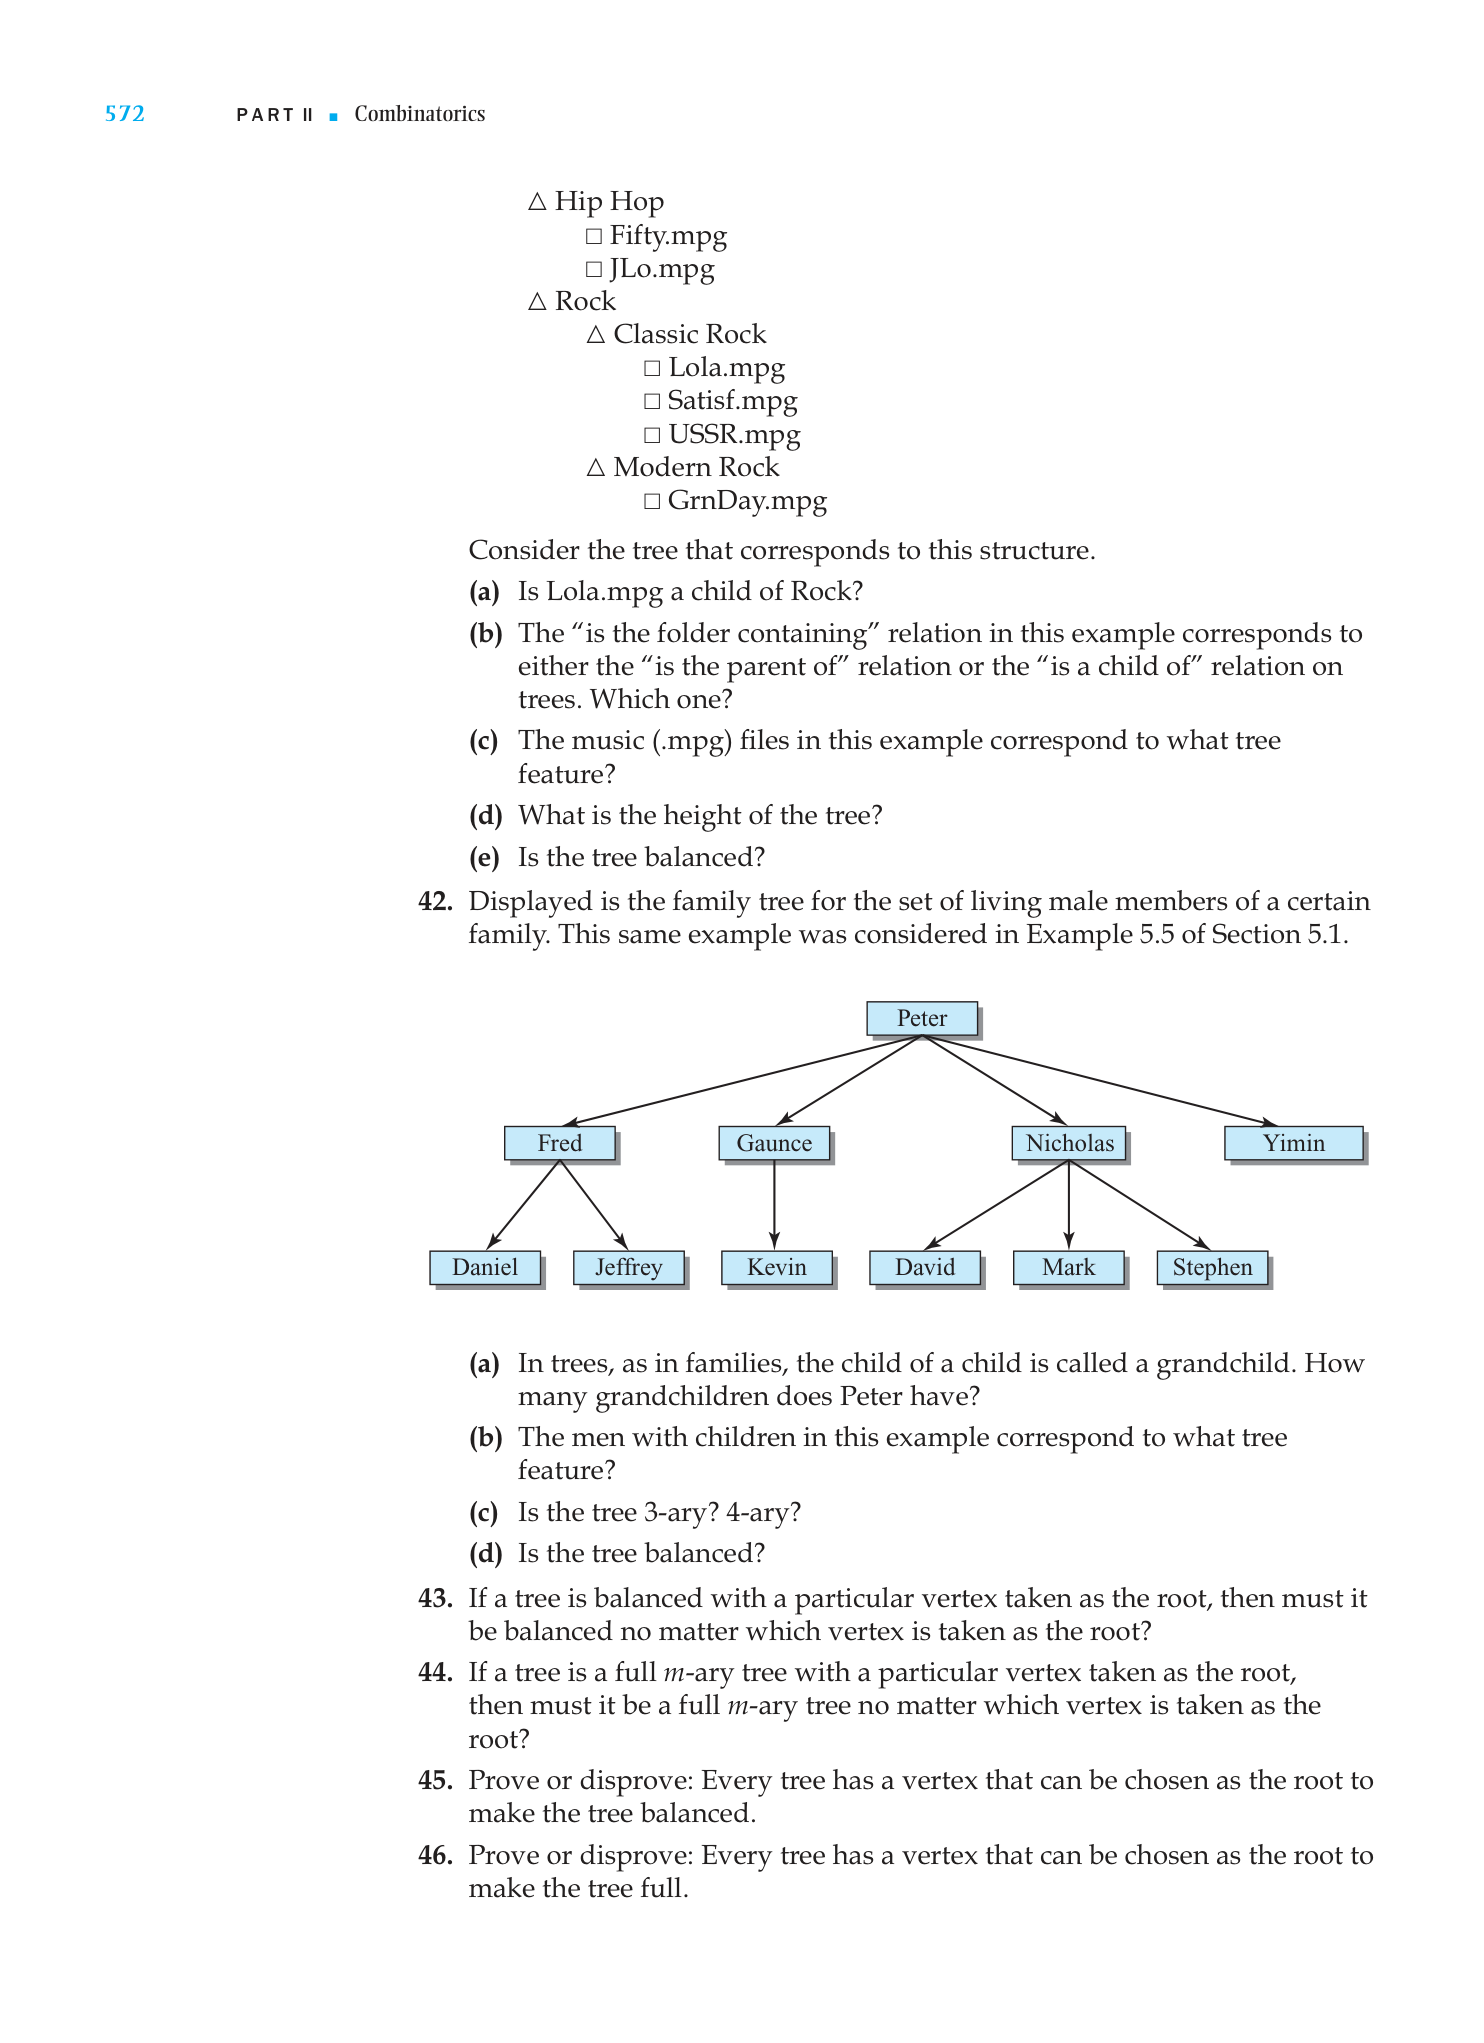 572 PART II ■ Combinatorics
△ Hip Hop
□ Fifty.mpg
□ JLo.mpg
△ Rock
△ Classic Rock
□ Lola.mpg
□ Satisf.mpg
□ USSR.mpg
△ Modern Rock
□ GrnDay.mpg
Consider the tree that corresponds to this structure.
(a) Is Lola.mpg a child of Rock?
(b) The “is the folder containing” relation in this example corresponds to
either the “is the parent of” relation or the “is a child of” relation on
trees. Which one?
(c) The music (.mpg) files in this example correspond to what tree
feature?
(d) What is the height of the tree?
(e) Is the tree balanced?
42. Displayed is the family tree for the set of living male members of a certain
family. This same example was considered in Example 5.5 of Section 5.1.
Peter
Fred Gaunce Nicholas Yimin
Daniel Jeffrey Kevin David Mark Stephen
(a) In trees, as in families, the child of a child is called a grandchild. How
many grandchildren does Peter have?
(b) The men with children in this example correspond to what tree
feature?
(c) Is the tree 3-ary? 4-ary?
(d) Is the tree balanced?
43. If a tree is balanced with a particular vertex taken as the root, then must it
be balanced no matter which vertex is taken as the root?
44. If a tree is a full m-ary tree with a particular vertex taken as the root,
then must it be a full m-ary tree no matter which vertex is taken as the
root?
45. Prove or disprove: Every tree has a vertex that can be chosen as the root to
make the tree balanced.
46. Prove or disprove: Every tree has a vertex that can be chosen as the root to
make the tree full.